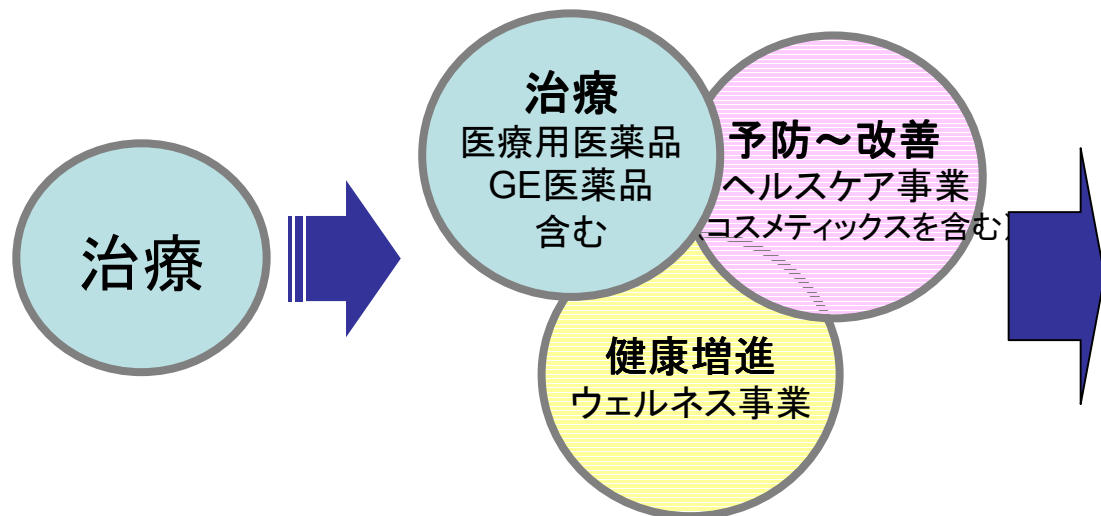 治療
治療
医療用医薬品
GE医薬品
含む
予防～改善
ヘルスケア事業
（コスメティックスを含む）
健康増進
ウェルネス事業